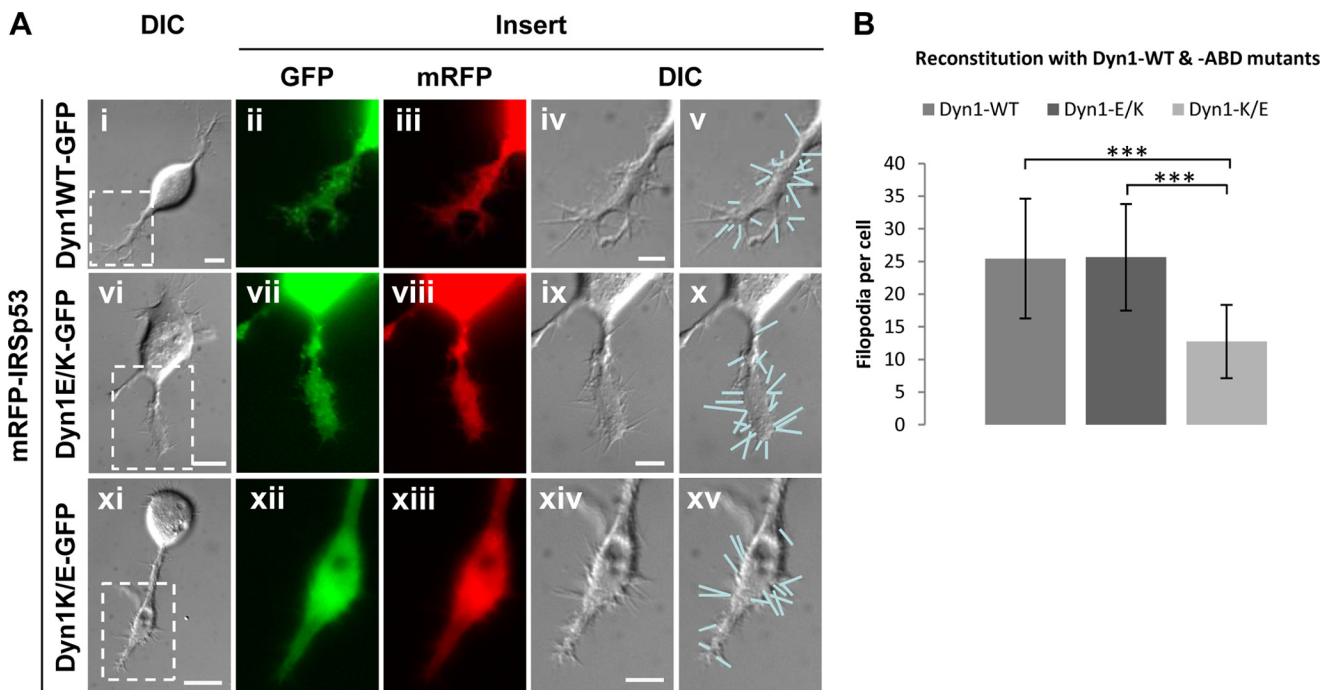 A
DIC
Insert
GFP
mRFP
DIC
mRFP-IRSp53
Dyn1WT-GFP
i
ii
iii
iv
v
Dyn1E/K-GFP
vi
vii
viii
ix
x
Dyn1K/E-GFP
xi
xii
xiii
xiv
xv
B
Reconstitution with Dyn1-WT & -ABD mutants
Dyn1-WT Dyn1-E/K Dyn1-K/E
Filopodia per cell
40
35
30
25
20
15
10
5
0
***
***